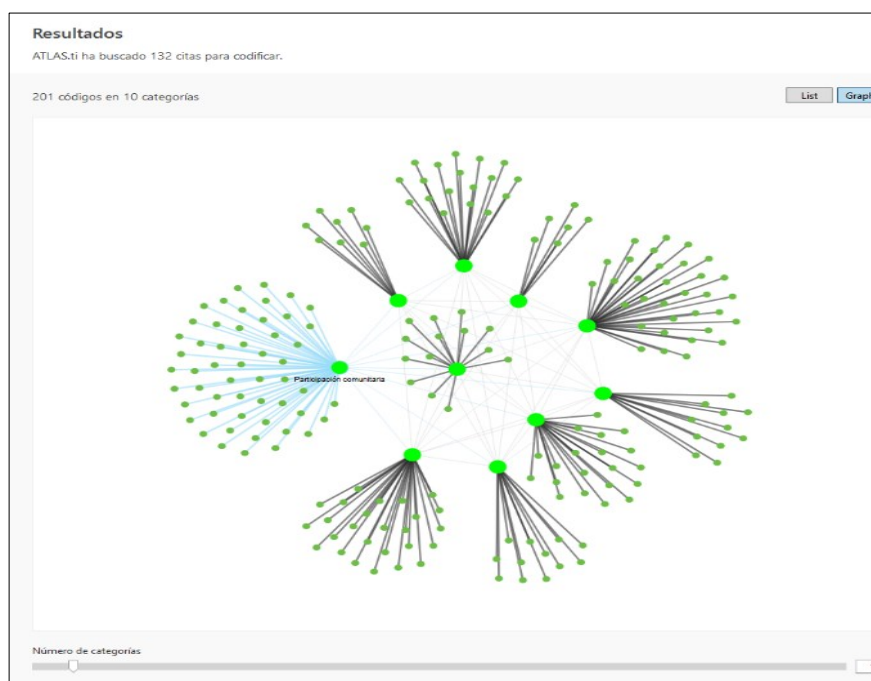 Resultados
ATLAS.ti ha buscado 132 citas para codificar.
201 códigos en 10 categorías
List
Graph
Participación comunitaria
Número de categorías